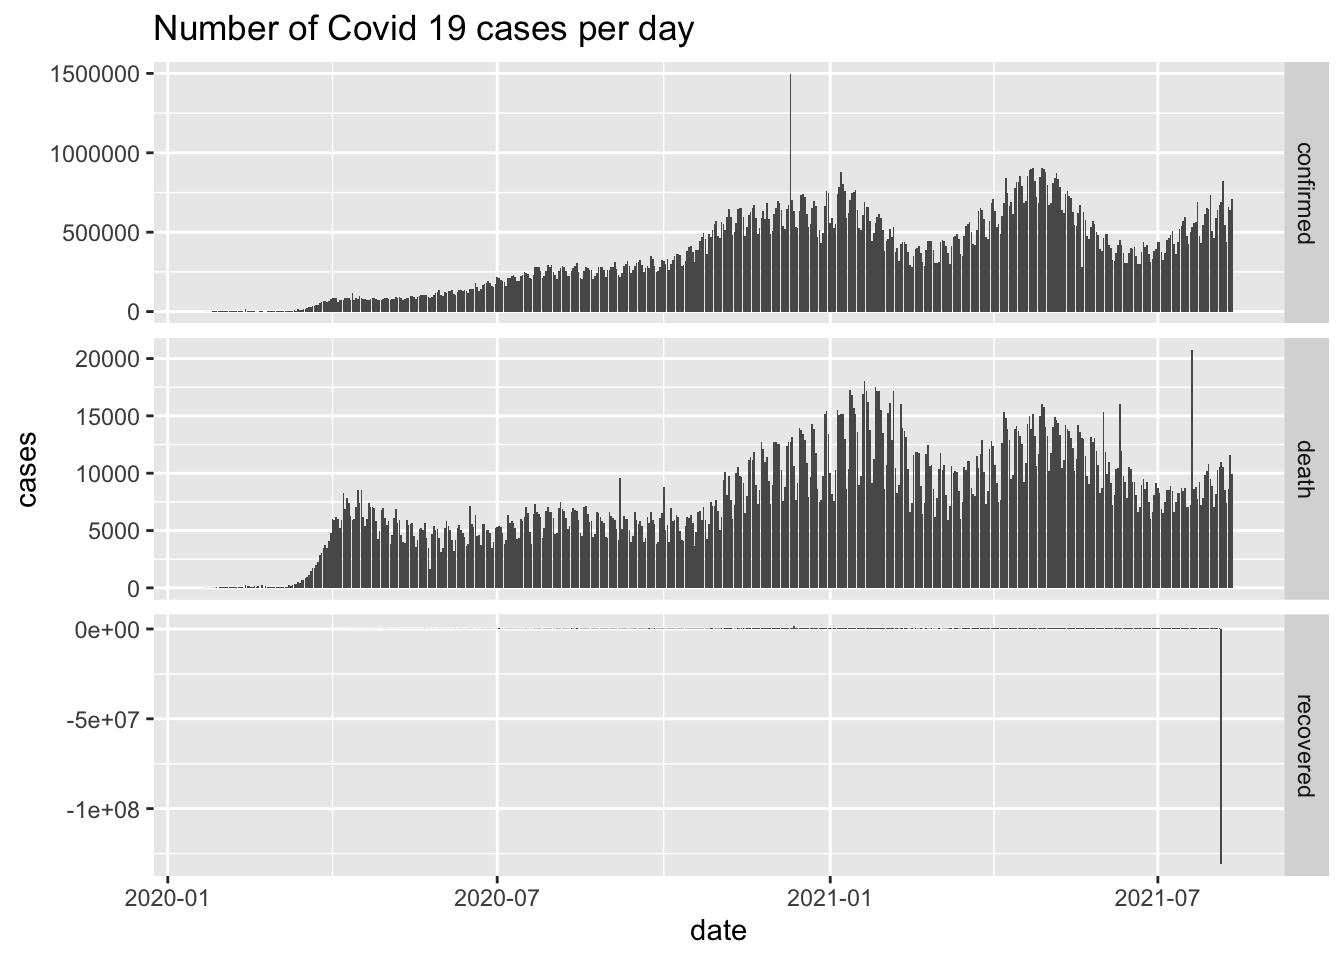 Number of Covid 19 cases per day
1500000
1000000
500000
0
confirmed
20000
15000
10000
5000
0
death
cases
0e+00
-5e+07
-1e+08
recovered
2020-01
2020-07
2021-01
2021-07
date